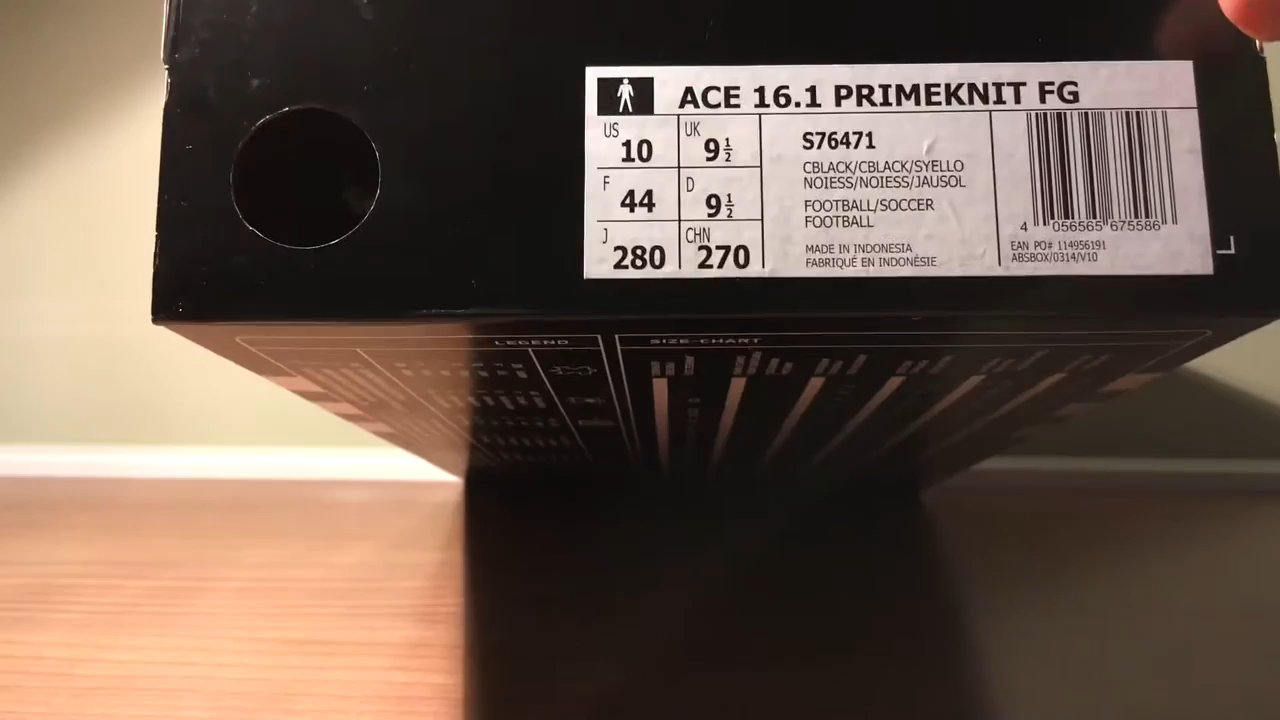 ACE 16.1 PRIMEKNIT FG
US 10
UK 9½
F 44
D 9½
J 280
CHN 270
S76471
CBLACK/CBLACK/SYELLO
NOIESS/NOIESS/JAUSOL
FOOTBALL/SOCCER
FOOTBALL
MADE IN INDONESIA
FABRIQUÉ EN INDONÉSIE
4 056565 675586
EAN PO# 114956191
ABSBOX/0314/V10
LEGEND
SIZE-CHART